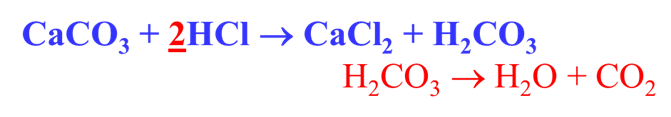 CaCO₃ + 2HCl → CaCl₂ + H₂CO₃
H₂CO₃ → H₂O + CO₂